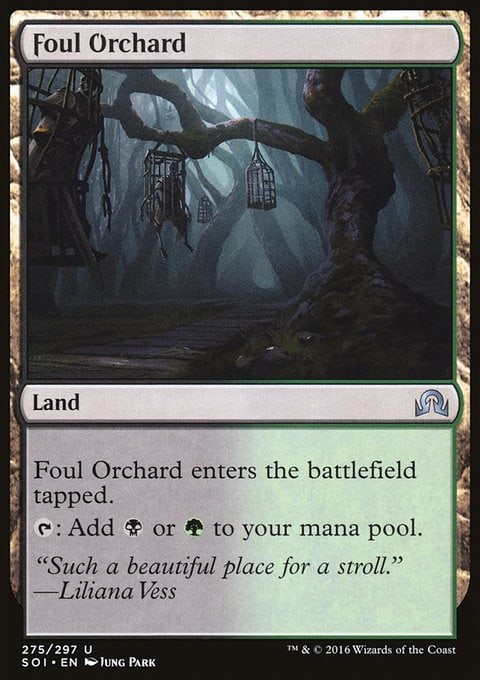 Foul Orchard
Land
Foul Orchard enters the battlefield
tapped.
: Add or to your mana pool.
“Such a beautiful place for a stroll.”
—Liliana Vess
275/297 U
SOI • EN Jung Park
™ & © 2016 Wizards of the Coast